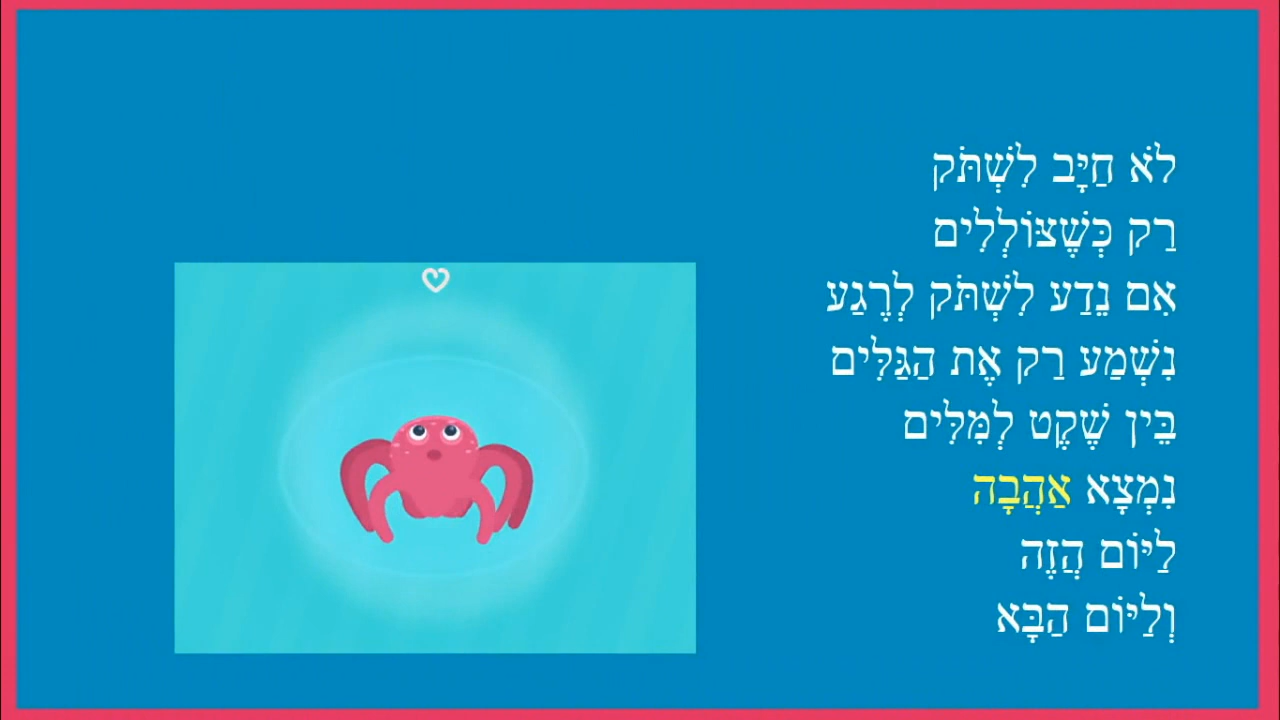 לֹא חַיָּב לִשְׁתֹּק
רַק כְּשֶׁצּוֹלְלִים
אִם נֵדַע לִשְׁתֹּק לְרֶגַע
נִשְׁמַע רַק אֶת הַגַּלִּים
בֵּין שֶׁקֶט לְמִּלִּים
נִמְצָא אַהֲבָה
לַיּוֹם הֲזֶה
וְלַיּוֹם הַבָּא